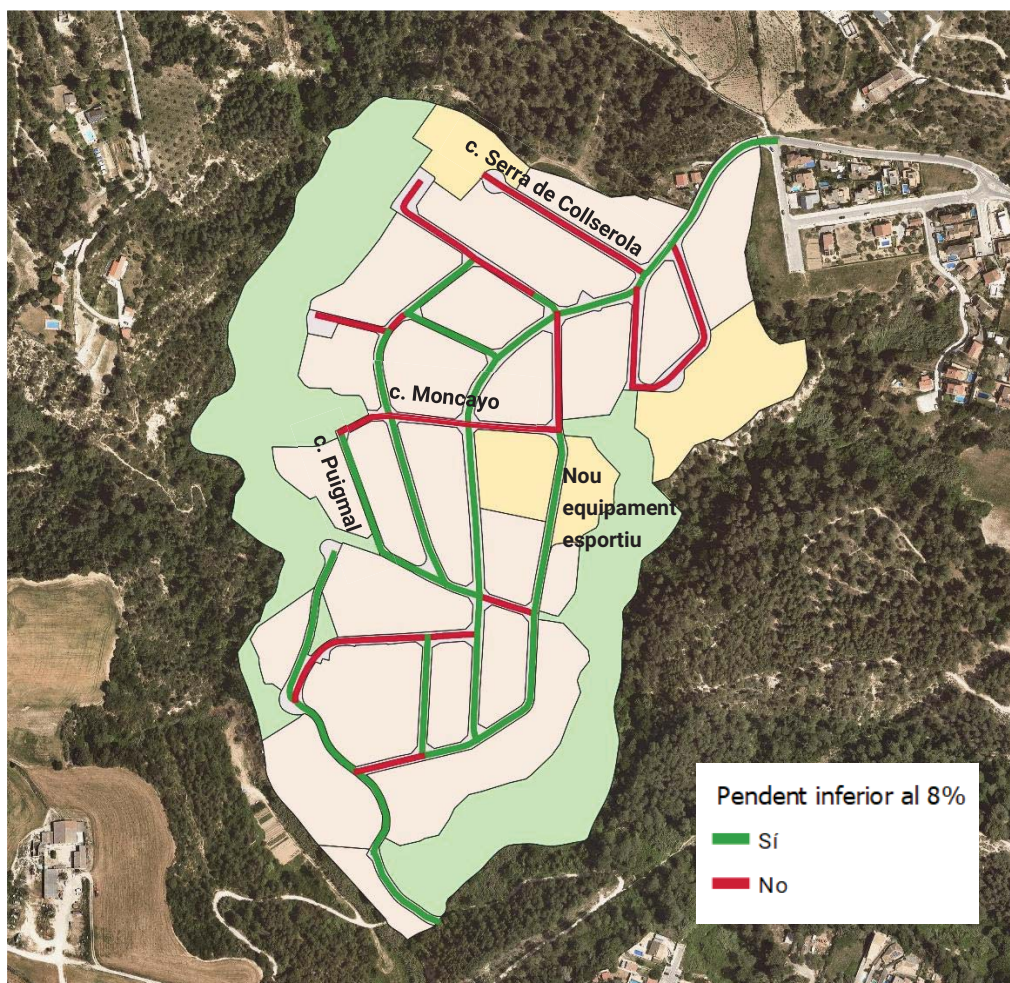 c. Serra de Collserola
c. Moncayo
c. Puigmal
Nou
equipament
esportiu
Pendent inferior al 8%
Sí
No